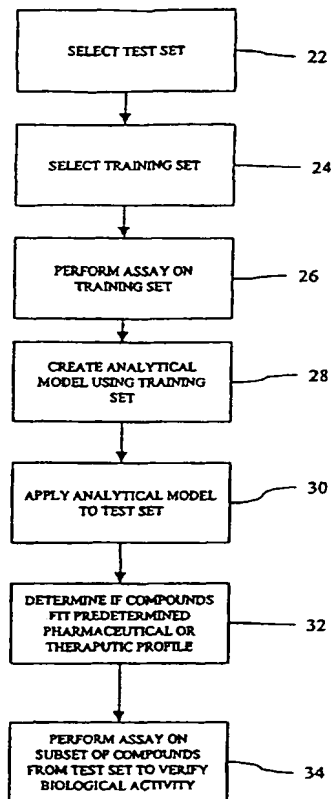 SELECT TEST SET
22
SELECT TRAINING SET
24
PERFORM ASSAY ON
TRAINING SET
26
CREATE ANALYTICAL
MODEL USING TRAINING
SET
28
APPLY ANALYTICAL MODEL
TO TEST SET
30
DETERMINE IF COMPOUNDS
FIT PREDETERMINED
PHARMACEUTICAL OR
THERAPUTIC PROFILE
32
PERFORM ASSAY ON
SUBSET OF COMPOUNDS
FROM TEST SET TO VERIFY
BIOLOGICAL ACTIVITY
34